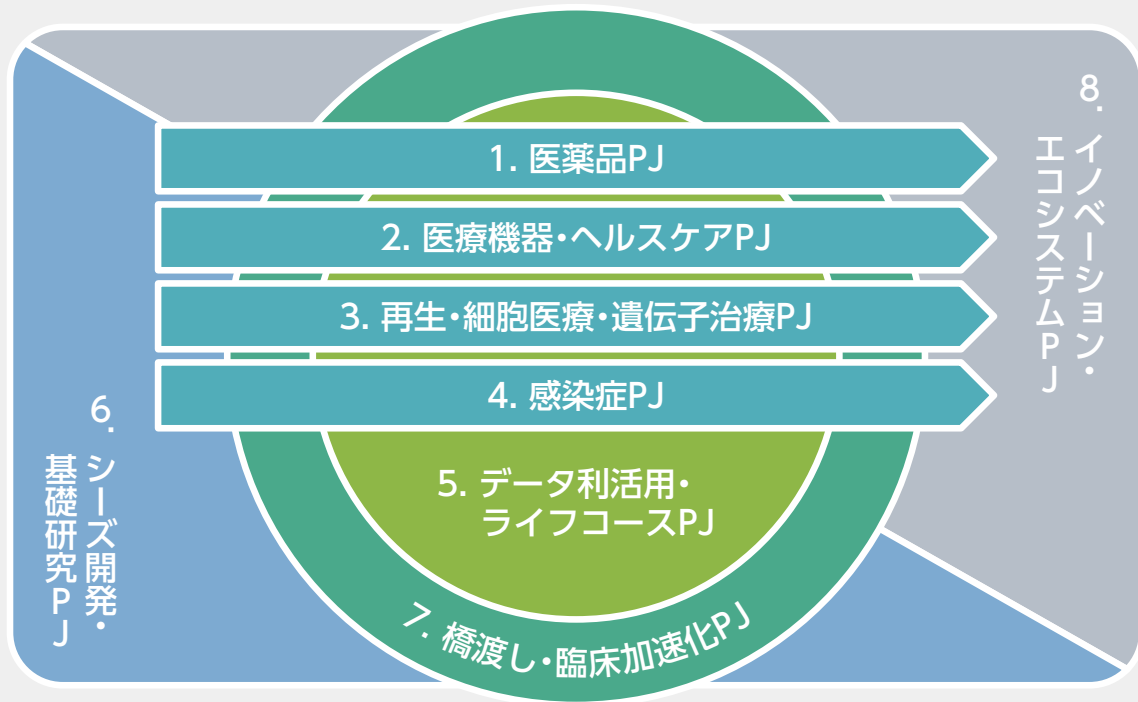 1. 医薬品PJ
2. 医療機器・ヘルスケアPJ
3. 再生・細胞医療・遺伝子治療PJ
4. 感染症PJ
5. データ利活用・
ライフコースPJ
6. シーズ開発・
基礎研究PJ
7. 橋渡し・臨床加速化PJ
8. イノベーション・
エコシステムPJ